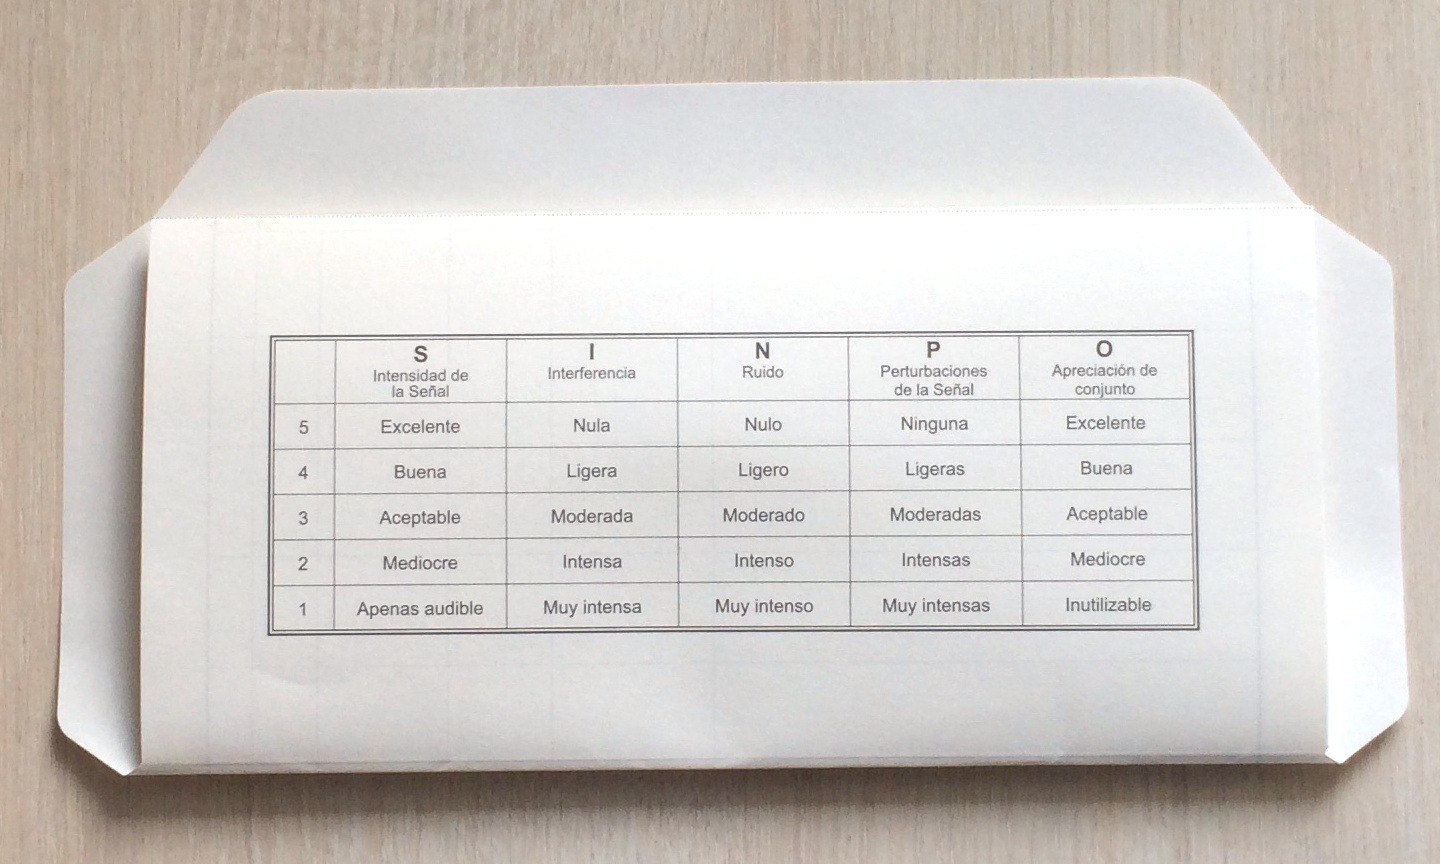 S I N P O
Intensidad de la Señal Interferencia Ruido Perturbaciones de la Señal Apreciación de conjunto
5 Excelente Nula Nulo Ninguna Excelente
4 Buena Ligera Ligero Ligeras Buena
3 Aceptable Moderada Moderado Moderadas Aceptable
2 Mediocre Intensa Intenso Intensas Mediocre
1 Apenas audible Muy intensa Muy intenso Muy intensas Inutilizable